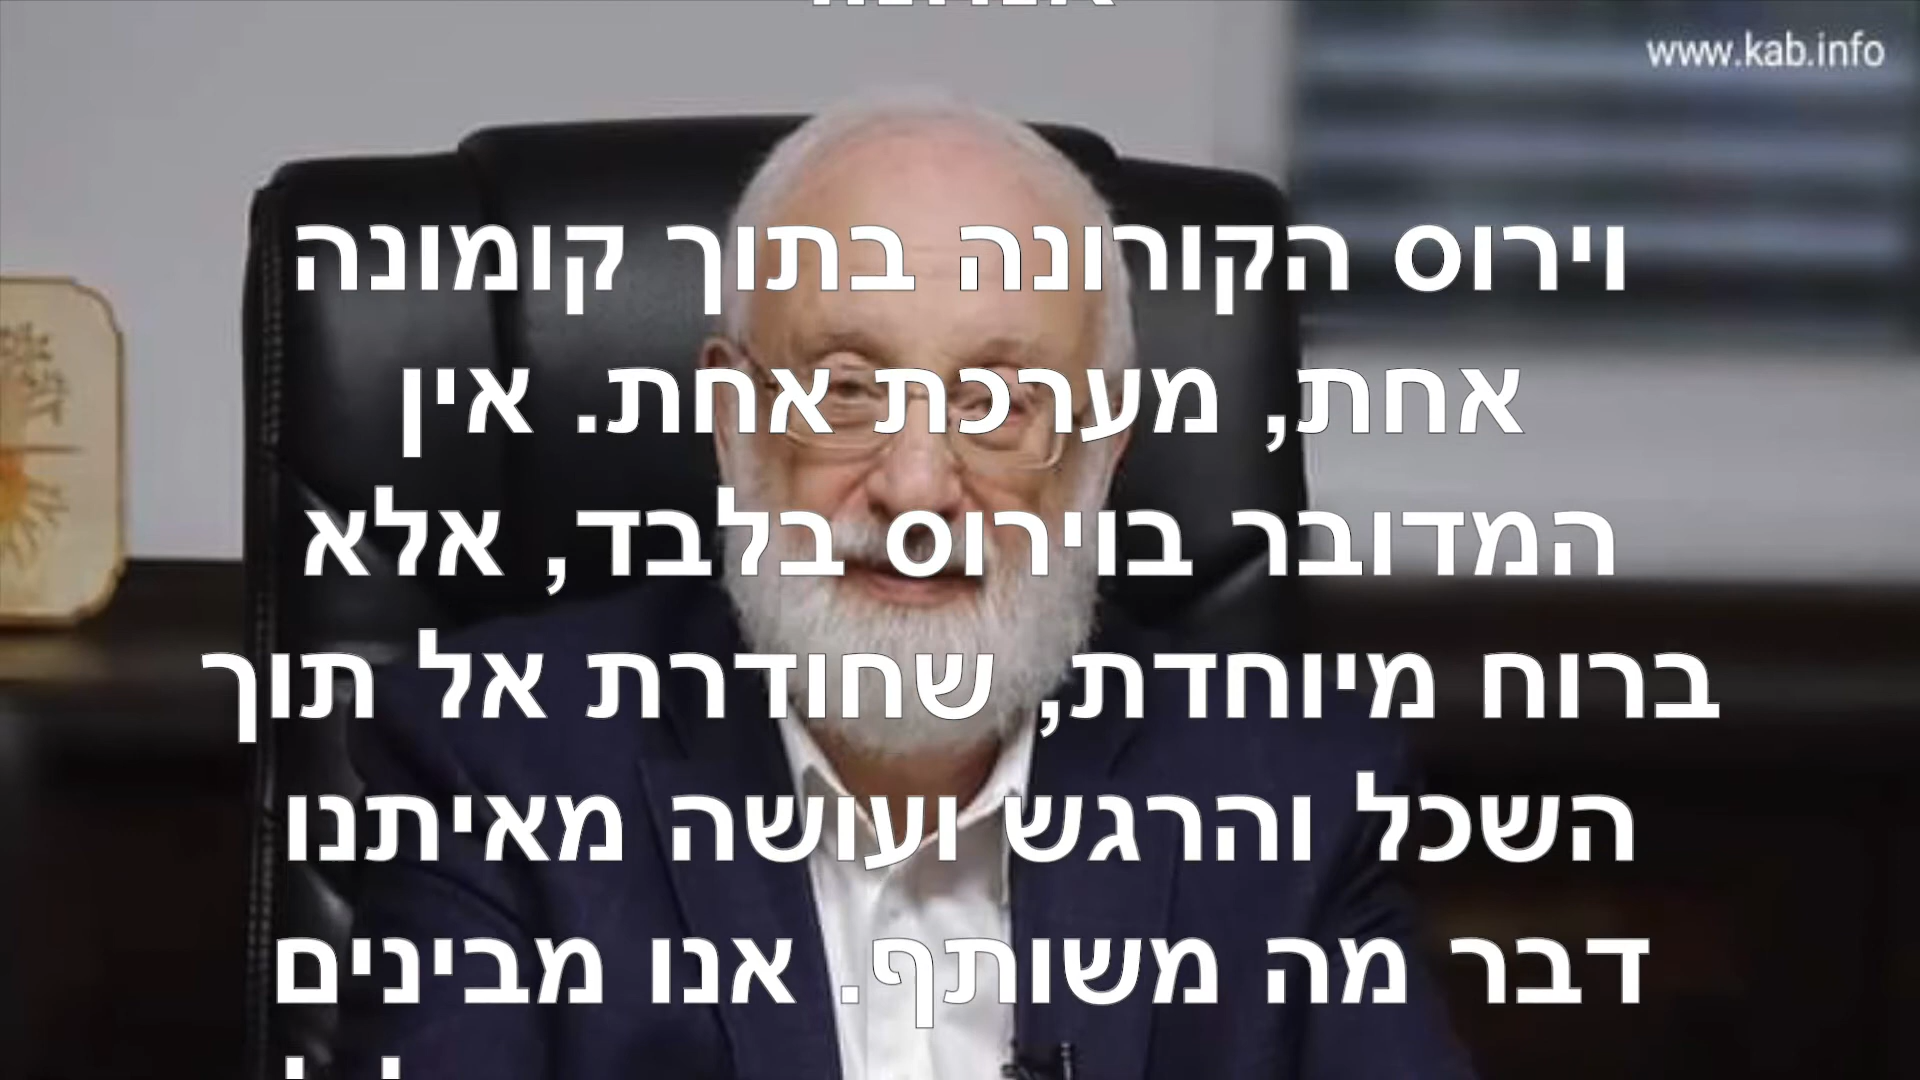 www.kab.info
וירוס הקורונה בתוך קומונה
אחת, מערכת אחת. אין
המדובר בוירוס בלבד, אלא
ברוח מיוחדת, שחודרת אל תוך
השכל והרגש ועושה מאיתנו
דבר מה משותף. אנו מבינים